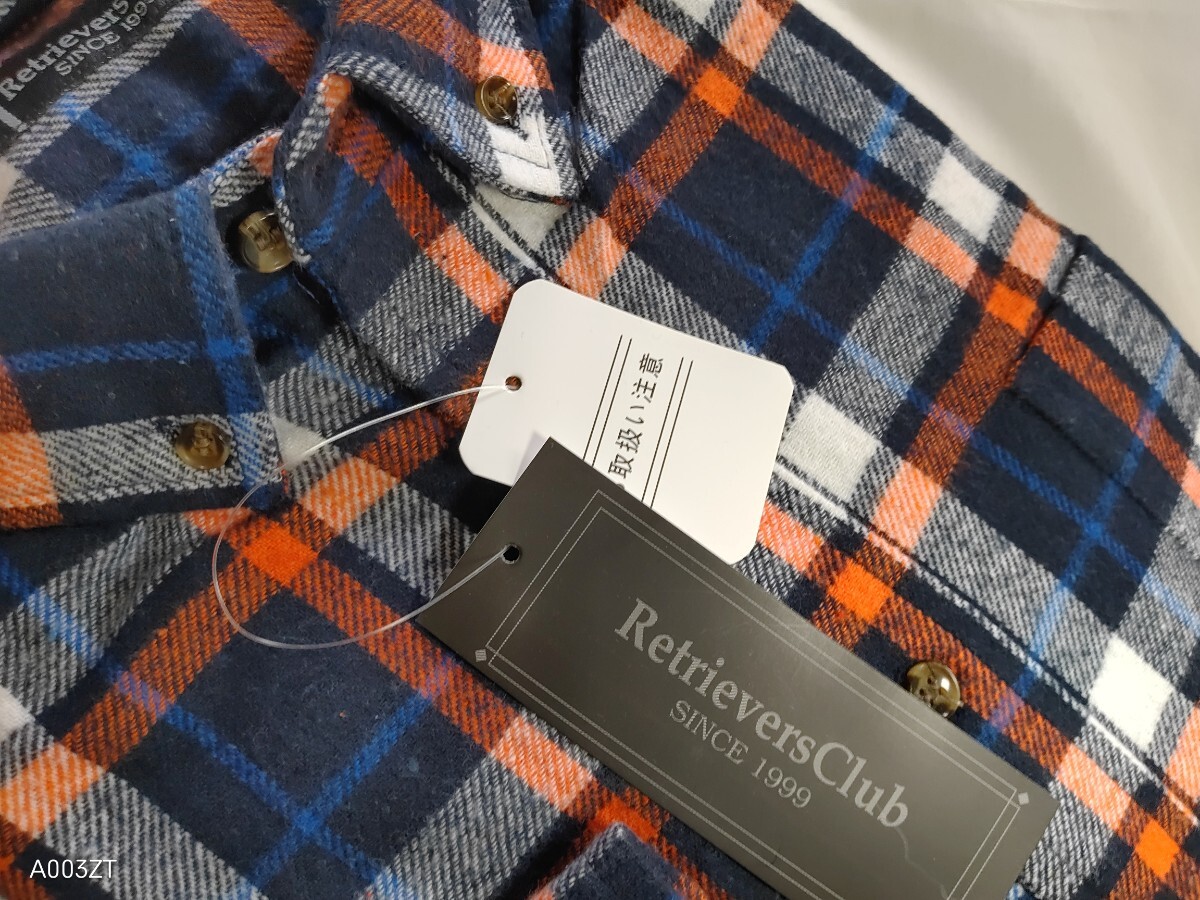 Retrievers
SINCE 199
取扱い注意
RetrieversClub
SINCE 1999
A003ZT